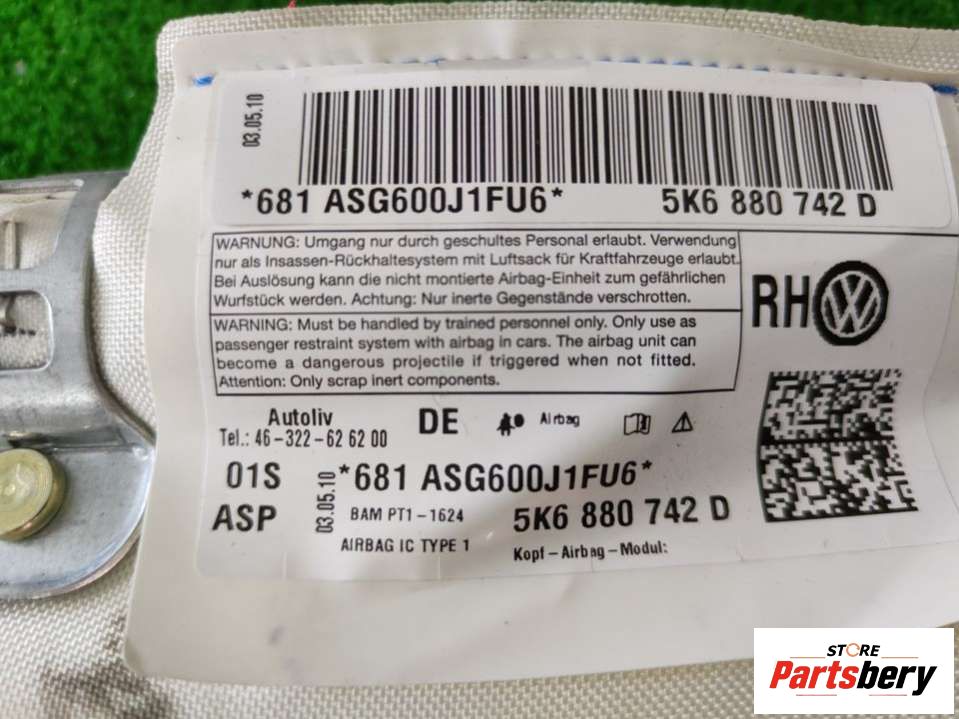 03.05.10
*681 ASG600J1FU6* 5K6 880 742 D
WARNUNG: Umgang nur durch geschultes Personal erlaubt. Verwendung
nur als Insassen-Rückhaltesystem mit Luftsack für Kraftfahrzeuge erlaubt.
Bei Auslösung kann die nicht montierte Airbag-Einheit zum gefährlichen
Wurfstück werden. Achtung: Nur inerte Gegenstände verschrotten.
RH
WARNING: Must be handled by trained personnel only. Only use as
passenger restraint system with airbag in cars. The airbag unit can
become a dangerous projectile if triggered when not fitted.
Attention: Only scrap inert components.
Autoliv DE Airbag
Tel.: 46-322-626200
01S 03.05.10 *681 ASG600J1FU6*
ASP BAM PT1-1624 5K6 880 742 D
AIRBAG IC TYPE 1 Kopf-Airbag-Modul:
STORE
Partsbery